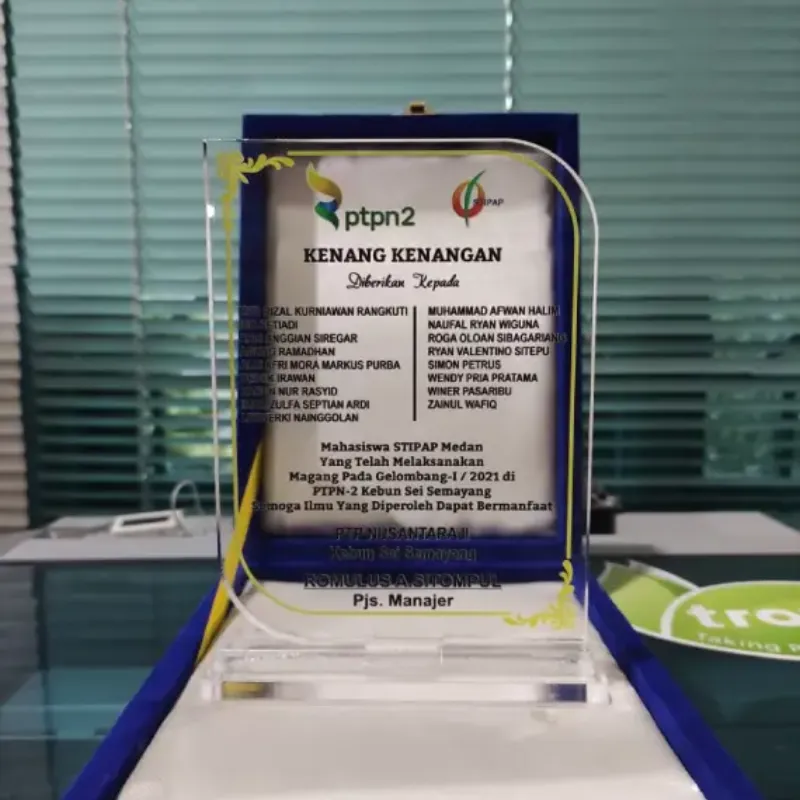 ptpn2
STIPAP
KENANG KENANGAN
Diberikan Kepada
RIZAL KURNIAWAN RANGKUTI
SIREGAR
RAMADHAN
MORA MARKUS PURBA
IRAWAN
NUR RASYID
ZULFA SEPTIAN ARDI
NAINGGOLAN
MUHAMMAD AFWAN HALIM
NAUFAL RYAN WIGUNA
ROGA OLOAN SIBAGARIANG
RYAN VALENTINO SITEPU
SIMON PETRUS
WENDY PRIA PRATAMA
WINER PASARIBU
ZAINUL WAFIQ
Mahasiswa STIPAP Medan
Yang Telah Melaksanakan
Magang Pada Gelombang-I / 2021 di
PTPN-2 Kebun Sei Semayang
Semoga Ilmu Yang Diperoleh Dapat Bermanfaat
PTP.NUSANTARA.II
Kebun Sei Semayang
ROMULUS A.SITOMPUL
Pjs. Manajer
tro
Taking